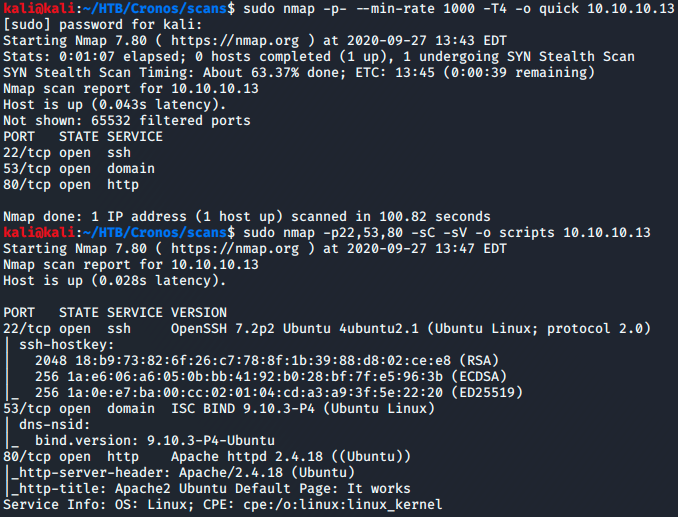 kali@kali:~/HTB/Cronos/scans$ sudo nmap -p- --min-rate 1000 -T4 -o quick 10.10.10.13
[sudo] password for kali:
Starting Nmap 7.80 ( https://nmap.org ) at 2020-09-27 13:43 EDT
Stats: 0:01:07 elapsed; 0 hosts completed (1 up), 1 undergoing SYN Stealth Scan
SYN Stealth Scan Timing: About 63.37% done; ETC: 13:45 (0:00:39 remaining)
Nmap scan report for 10.10.10.13
Host is up (0.043s latency).
Not shown: 65532 filtered ports
PORT   STATE SERVICE
22/tcp open  ssh
53/tcp open  domain
80/tcp open  http
Nmap done: 1 IP address (1 host up) scanned in 100.82 seconds
kali@kali:~/HTB/Cronos/scans$ sudo nmap -p22,53,80 -sC -sV -o scripts 10.10.10.13
Starting Nmap 7.80 ( https://nmap.org ) at 2020-09-27 13:47 EDT
Nmap scan report for 10.10.10.13
Host is up (0.028s latency).
PORT   STATE SERVICE VERSION
22/tcp open  ssh     OpenSSH 7.2p2 Ubuntu 4ubuntu2.1 (Ubuntu Linux; protocol 2.0)
| ssh-hostkey:
|   2048 18:b9:73:82:6f:26:c7:78:8f:1b:39:88:d8:02:ce:e8 (RSA)
|   256 1a:e6:06:a6:05:0b:bb:41:92:b0:28:bf:7f:e5:96:3b (ECDSA)
|_  256 1a:0e:e7:ba:00:cc:02:01:04:cd:a3:a9:3f:5e:22:20 (ED25519)
53/tcp open  domain  ISC BIND 9.10.3-P4 (Ubuntu Linux)
| dns-nsid:
|_  bind.version: 9.10.3-P4-Ubuntu
80/tcp open  http    Apache httpd 2.4.18 ((Ubuntu))
|_http-server-header: Apache/2.4.18 (Ubuntu)
|_http-title: Apache2 Ubuntu Default Page: It works
Service Info: OS: Linux; CPE: cpe:/o:linux:linux_kernel